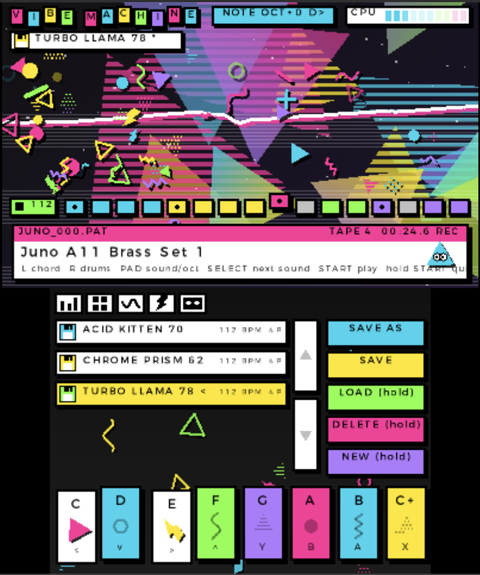 VIBE MACHINE
NOTE OCT+0 D>
CPU
TURBO LLAMA 78 *
112
JUNO_000.PAT
TAPE 4 00:24.6 REC
Juno A11 Brass Set 1
L chord R drums PAD sound/oct SELECT next sound START play hold START qu
ACID KITTEN 70
112 BPM
CHROME PRISM 62
112 BPM
TURBO LLAMA 78 <
112 BPM
SAVE AS
SAVE
LOAD (hold)
DELETE (hold)
NEW (hold)
C D E F G A B C+
< v > ^ Y B A X